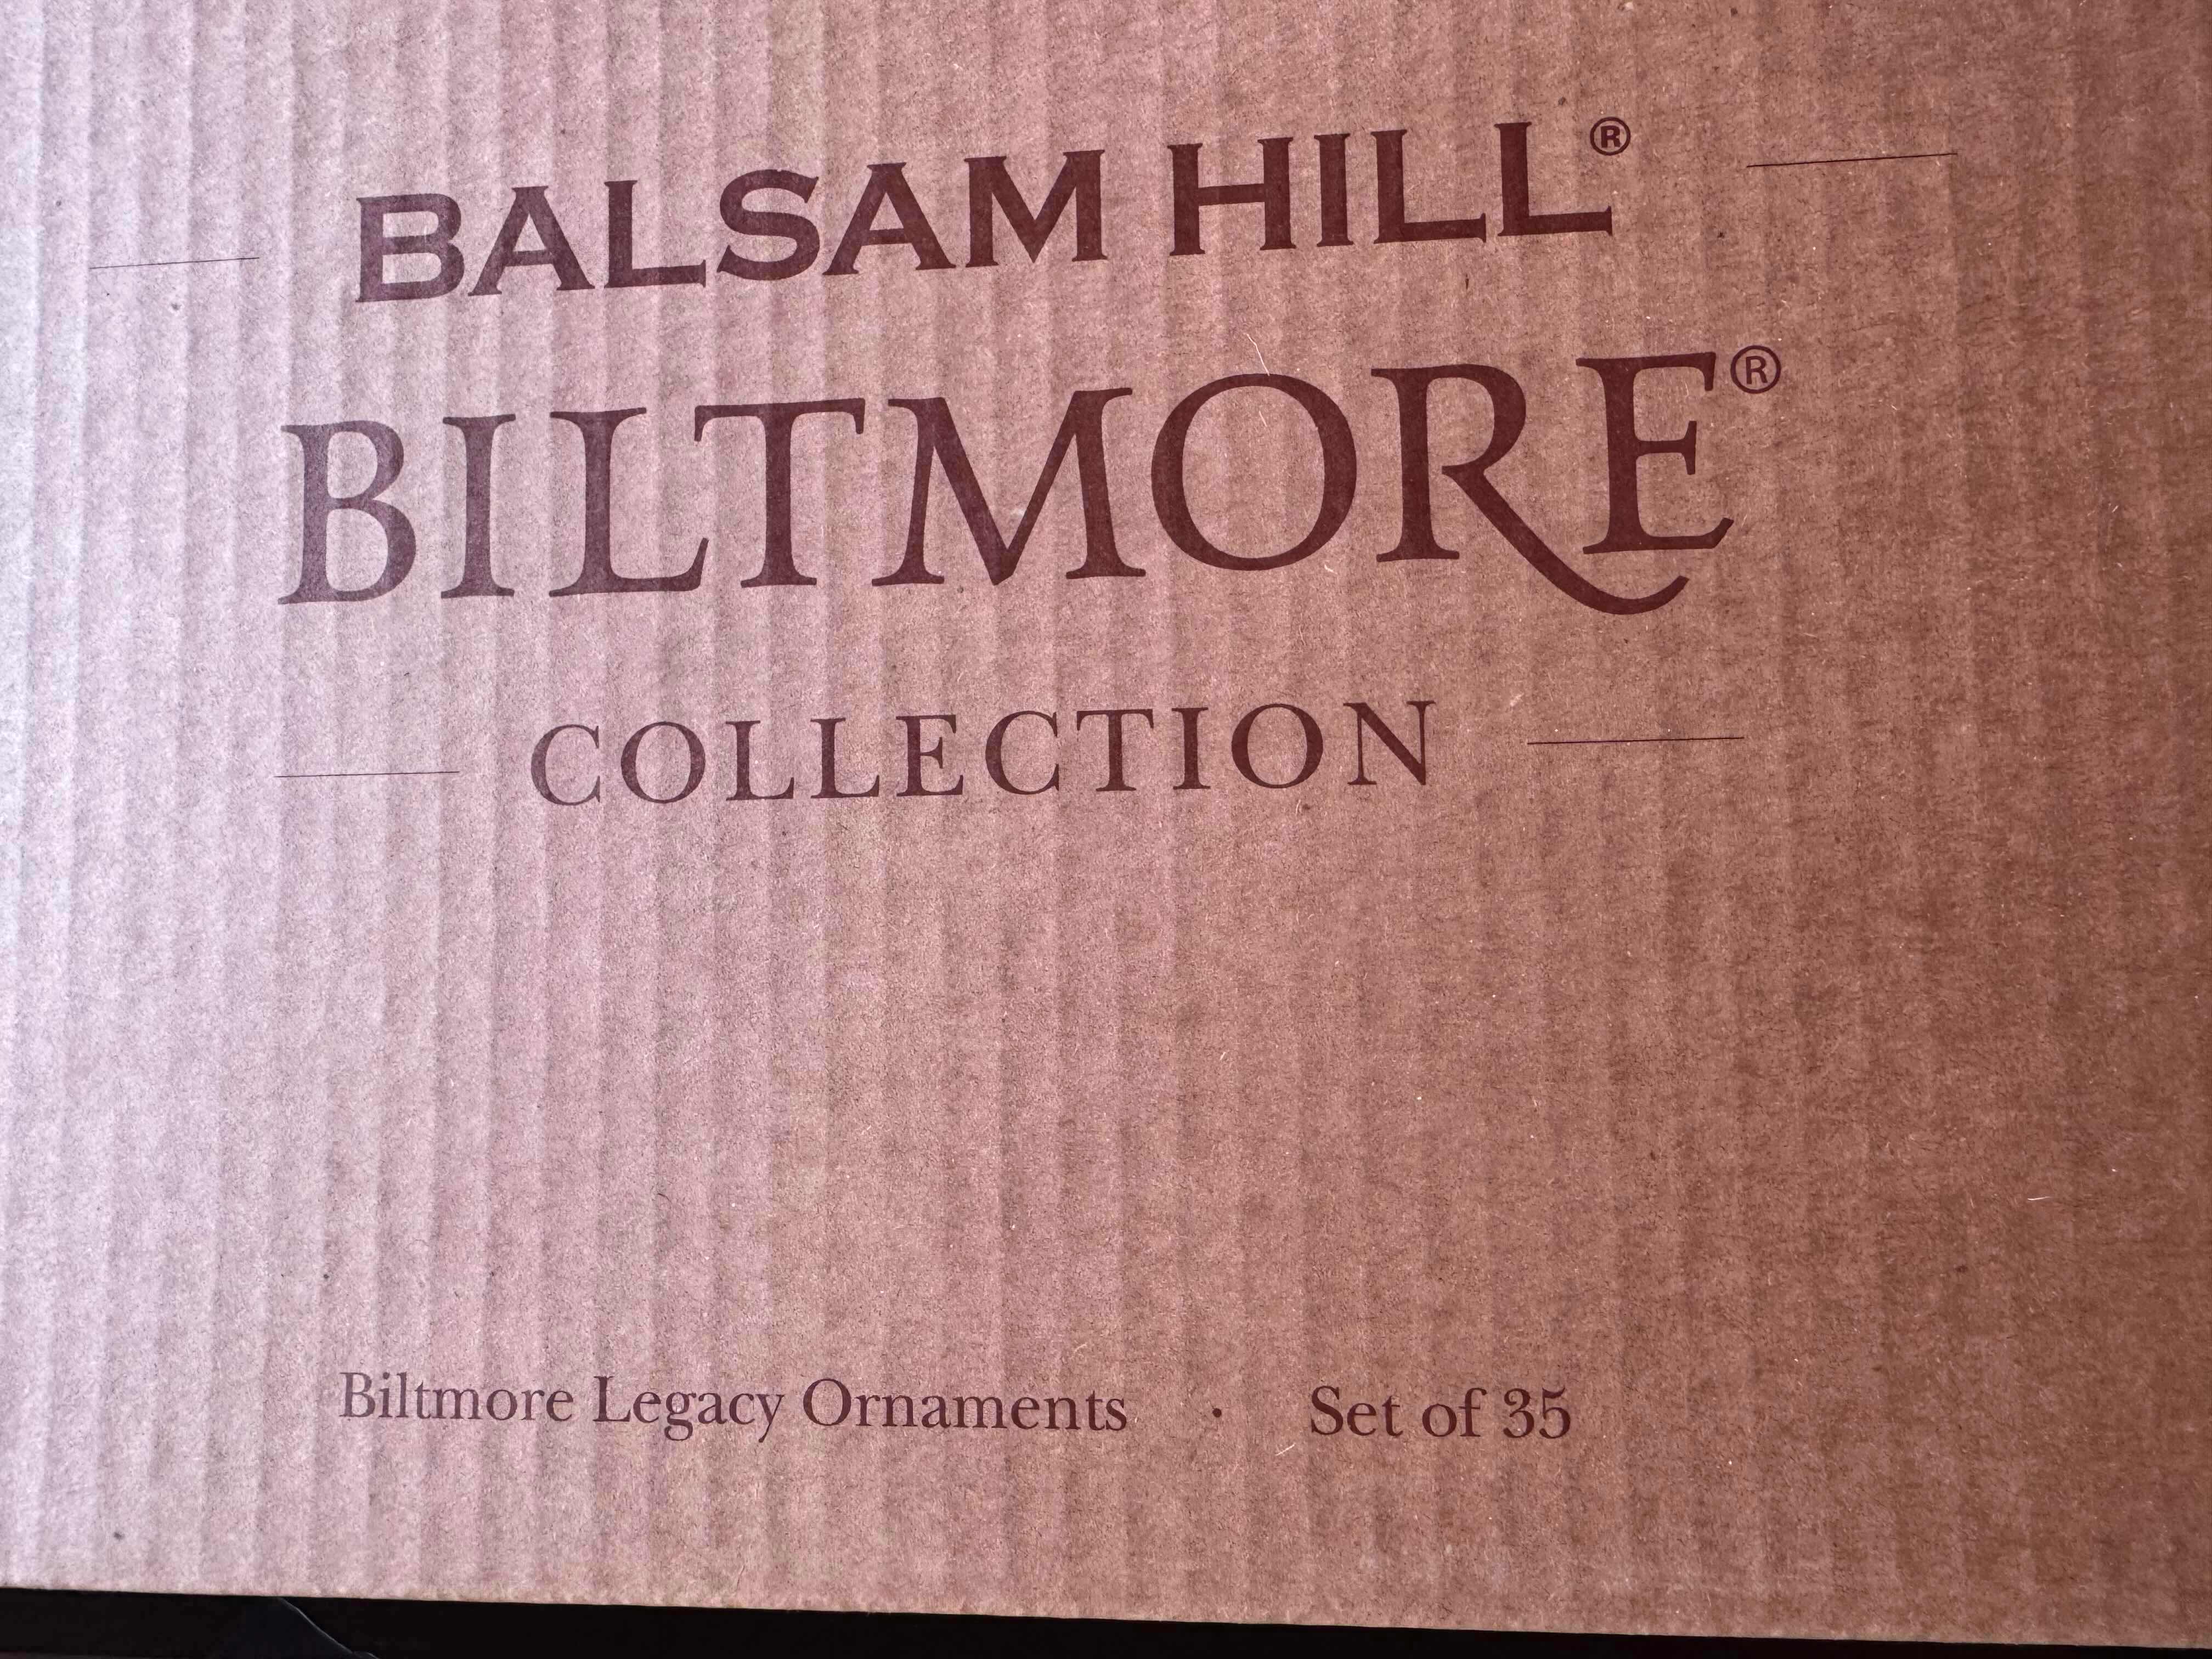 BALSAM HILL®
BILTMORE®
COLLECTION
Biltmore Legacy Ornaments · Set of 35